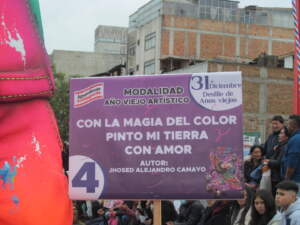 MODALIDAD
AÑO VIEJO ARTÍSTICO
31 Diciembre
Desfile de
Anos viejos
CON LA MAGIA DEL COLOR
PINTO MI TIERRA
CON AMOR
4
AUTOR:
JHOSED ALEJANDRO CAMAYO